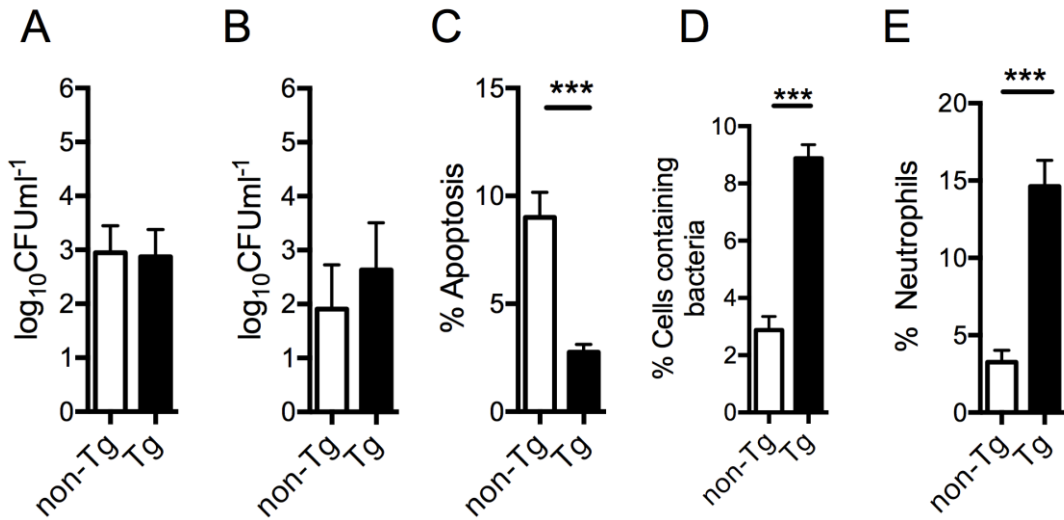 A
log₁₀CFUml⁻¹
6
5
4
3
2
1
0
non-Tg
Tg
B
log₁₀CFUml⁻¹
6
5
4
3
2
1
0
non-Tg
Tg
C
% Apoptosis
***
15
10
5
0
non-Tg
Tg
D
% Cells containing
bacteria
***
10
8
6
4
2
0
non-Tg
Tg
E
% Neutrophils
***
20
15
10
5
0
non-Tg
Tg